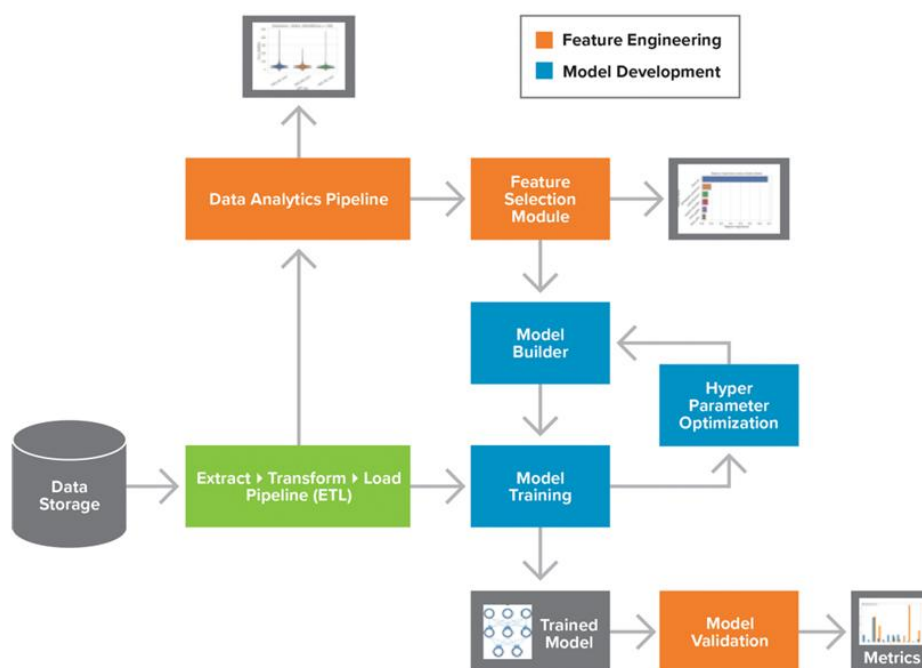 Feature Engineering
Model Development
Data Analytics Pipeline
Feature
Selection
Module
Model
Builder
Hyper
Parameter
Optimization
Data
Storage
Extract ▸ Transform ▸ Load
Pipeline (ETL)
Model
Training
Trained
Model
Model
Validation
Metrics